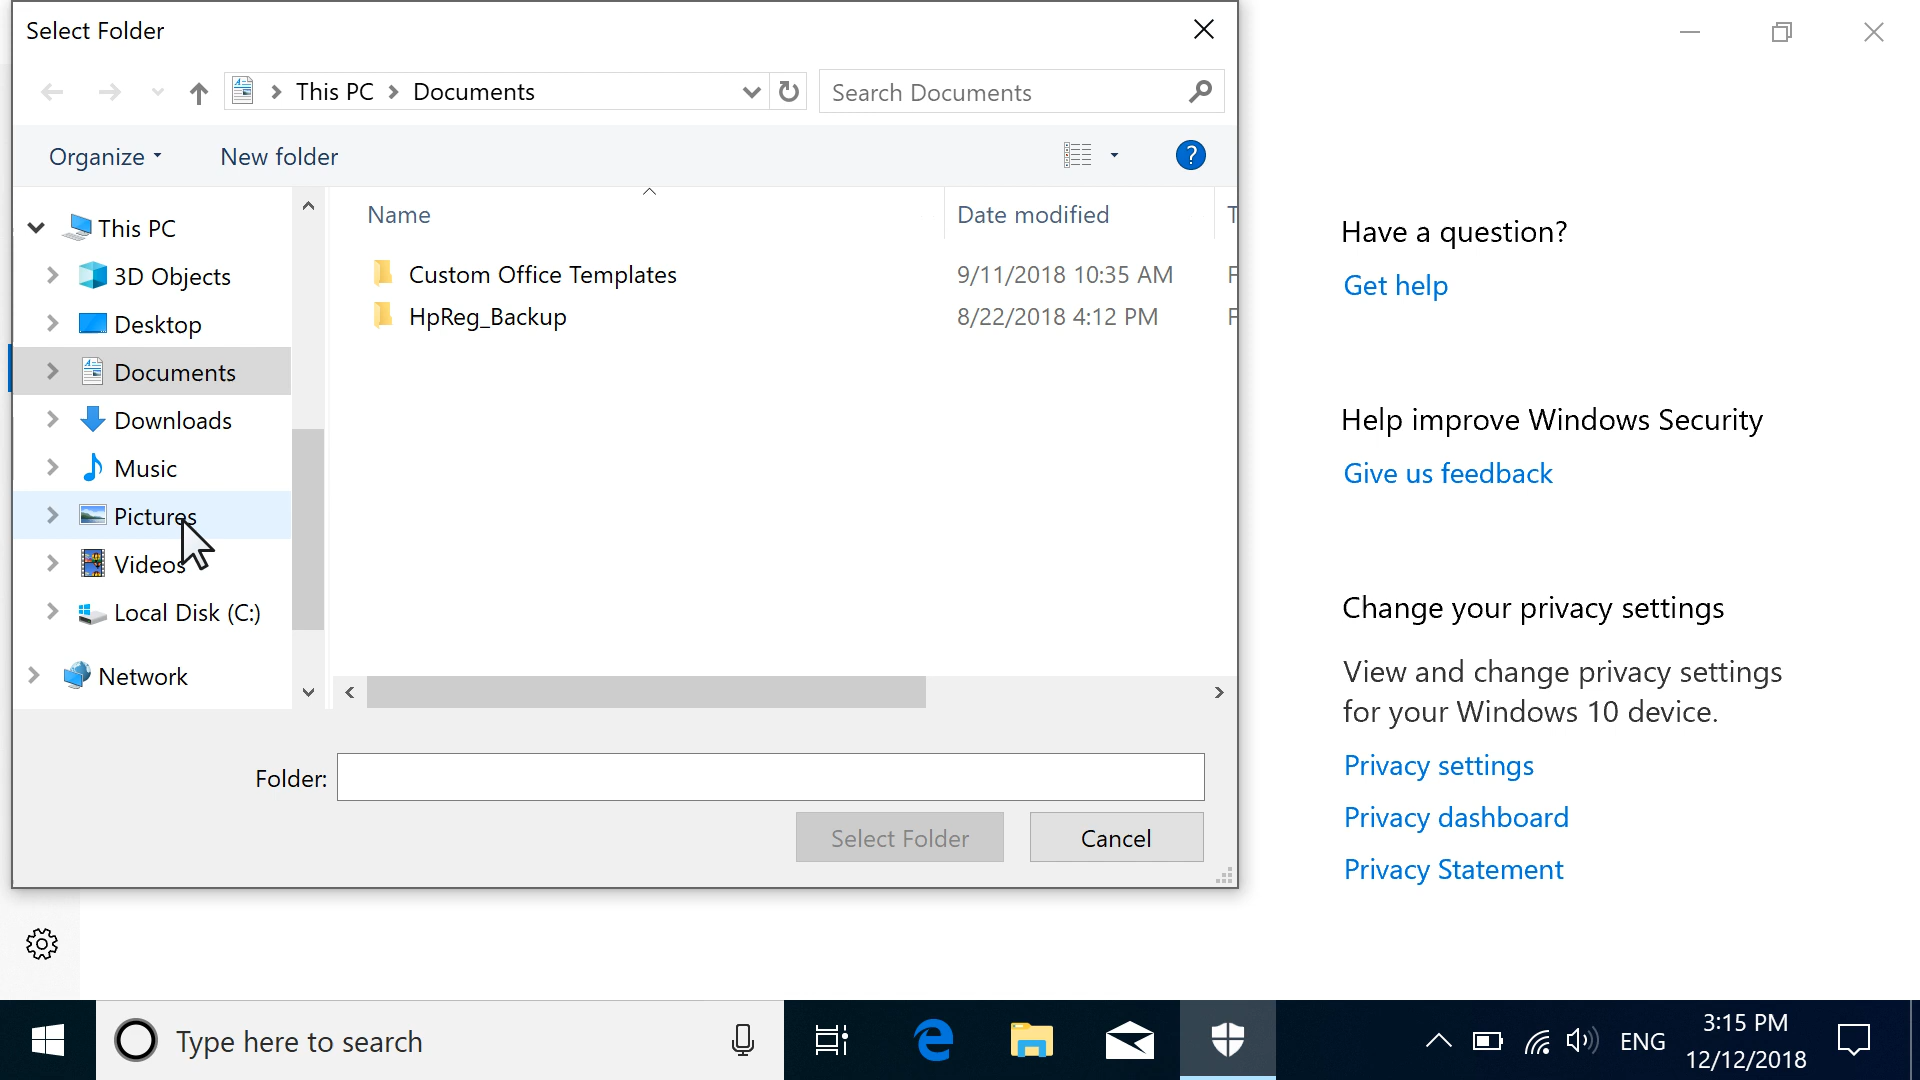 Select Folder
This PC
Documents
Search Documents
Organize
New folder
?
This PC
3D Objects
Desktop
Documents
Downloads
Music
Pictures
Videos
Local Disk (C:)
Network
Name
Date modified
T
Custom Office Templates
9/11/2018 10:35 AM
F
HpReg_Backup
8/22/2018 4:12 PM
F
Folder:
Select Folder
Cancel
Have a question?
Get help
Help improve Windows Security
Give us feedback
Change your privacy settings
View and change privacy settings
for your Windows 10 device.
Privacy settings
Privacy dashboard
Privacy Statement
Type here to search
ENG
3:15 PM
12/12/2018